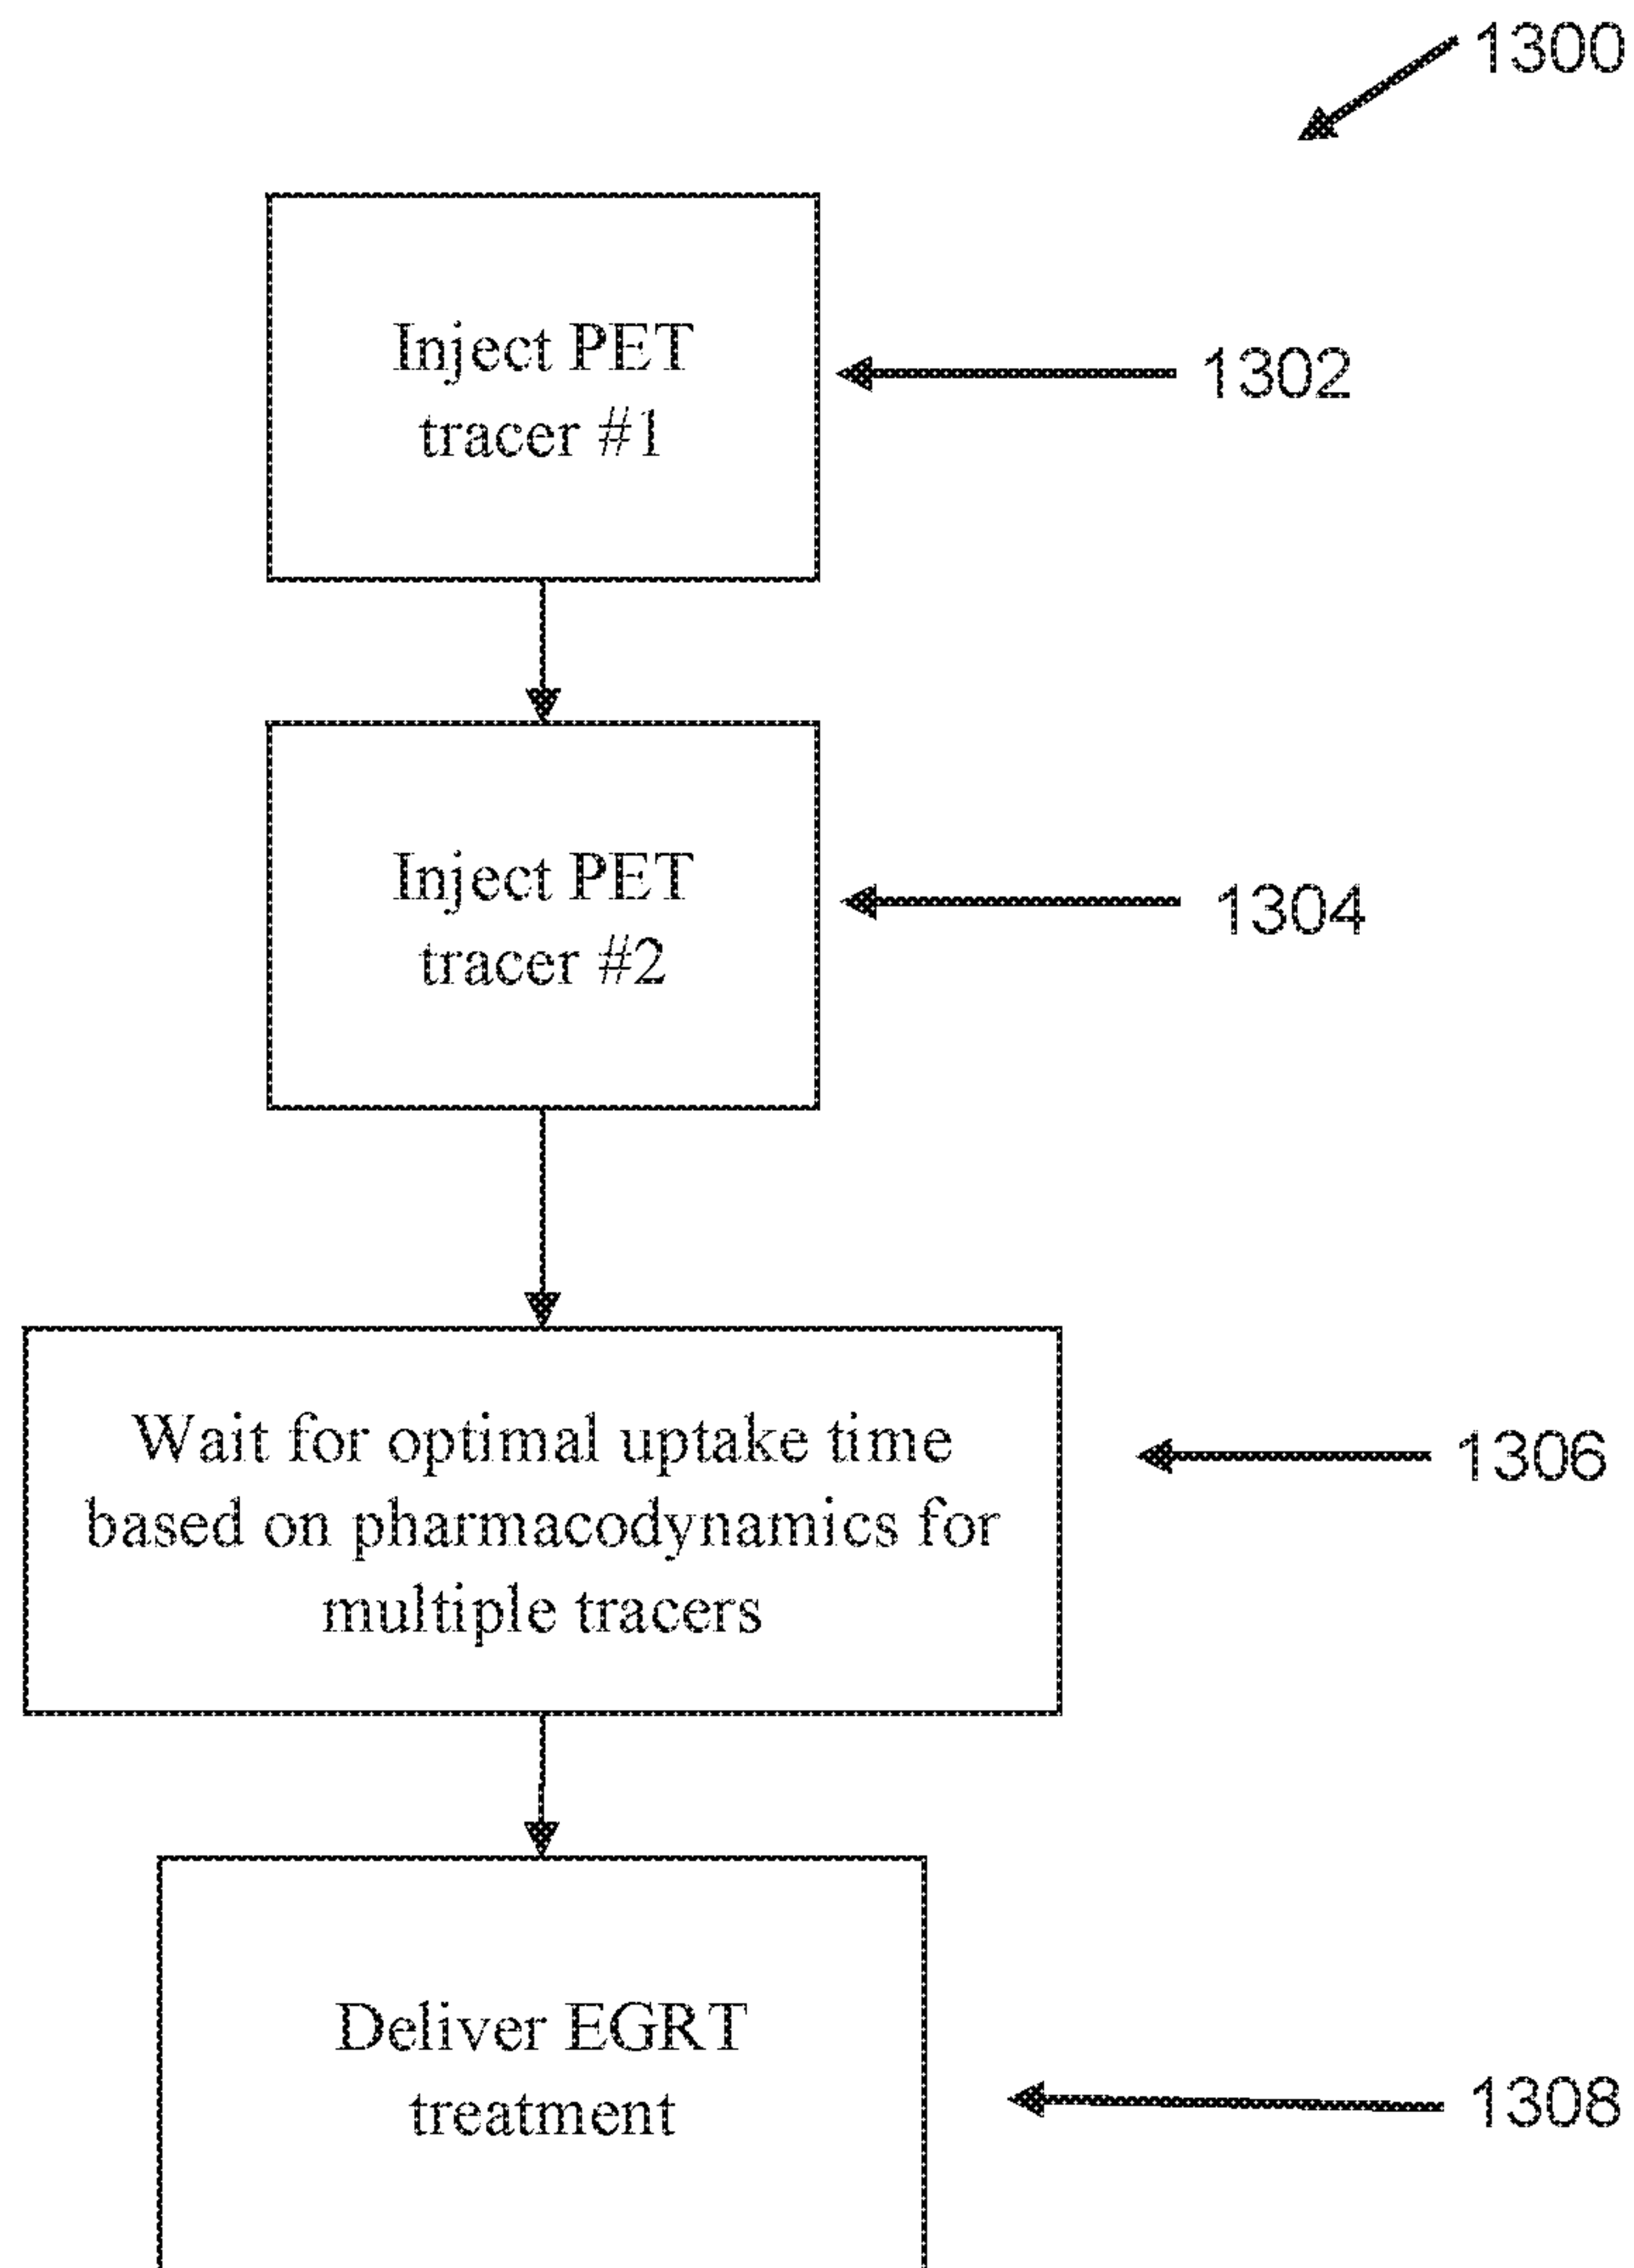 1300
Inject PET
tracer #1
1302
Inject PET
tracer #2
1304
Wait for optimal uptake time
based on pharmacodynamics for
multiple tracers
1306
Deliver EGRT
treatment
1308